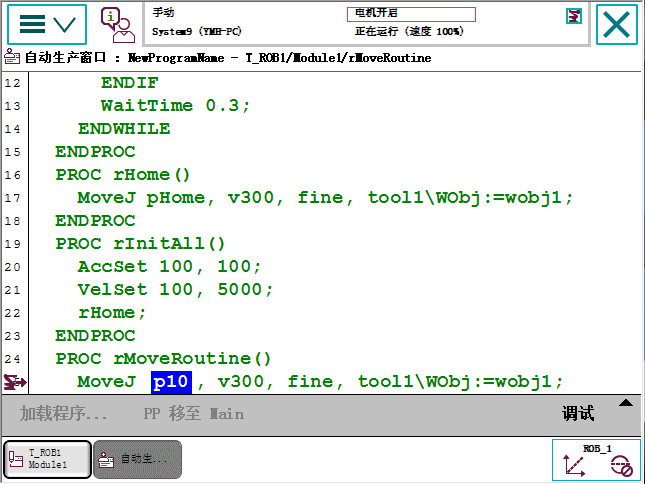 手动
电机开启
System9 (YMH-PC)
正在运行 (速度 100%)
自动生产窗口 : NewProgramName - T_ROB1/Module1/rMoveRoutine
12 ENDIF
13 WaitTime 0.3;
14 ENDWHILE
15 ENDPROC
16 PROC rHome()
17 MoveJ pHome, v300, fine, tool1\WObj:=wobj1;
18 ENDPROC
19 PROC rInitAll()
20 AccSet 100, 100;
21 VelSet 100, 5000;
22 rHome;
23 ENDPROC
24 PROC rMoveRoutine()
MoveJ p10 , v300, fine, tool1\WObj:=wobj1;
加载程序... PP 移至 Main 调试
T_ROB1
Module1
自动生...
ROB_1